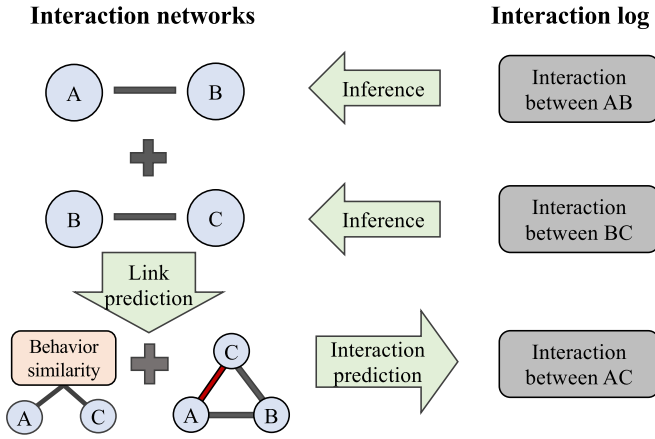 Interaction networks
Interaction log
A
B
Inference
Interaction
between AB
B
C
Inference
Interaction
between BC
Link
prediction
Behavior
similarity
A
C
C
A
B
Interaction
prediction
Interaction
between AC